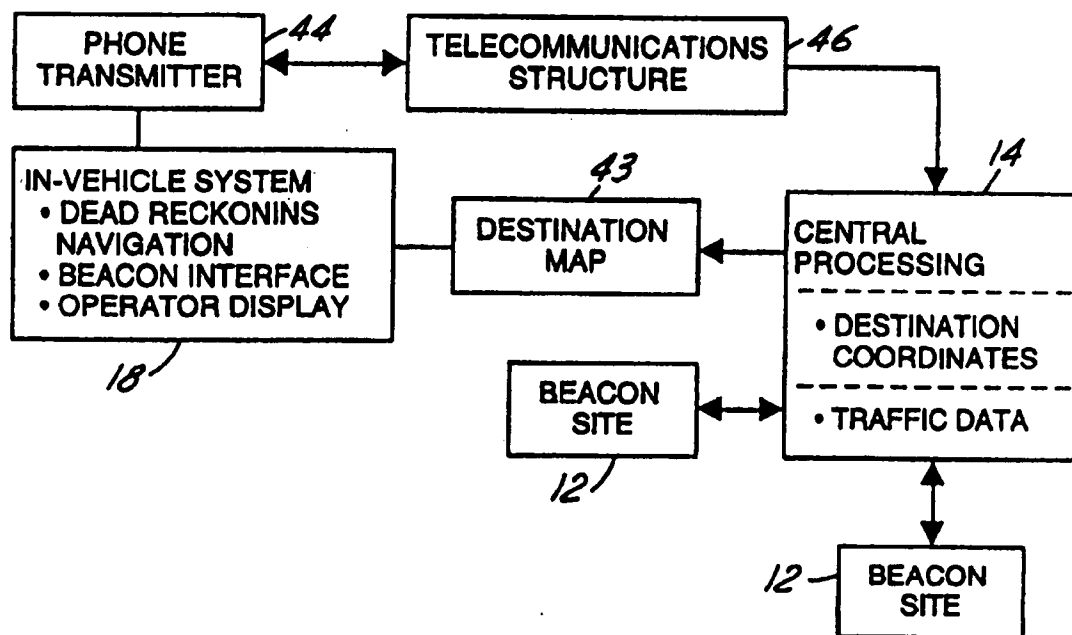 PHONE
TRANSMITTER
44
TELECOMMUNICATIONS
STRUCTURE
46
IN-VEHICLE SYSTEM
• DEAD RECKONINS
NAVIGATION
• BEACON INTERFACE
• OPERATOR DISPLAY
18
43
DESTINATION
MAP
14
CENTRAL
PROCESSING
• DESTINATION
COORDINATES
• TRAFFIC DATA
BEACON
SITE
12
12
BEACON
SITE